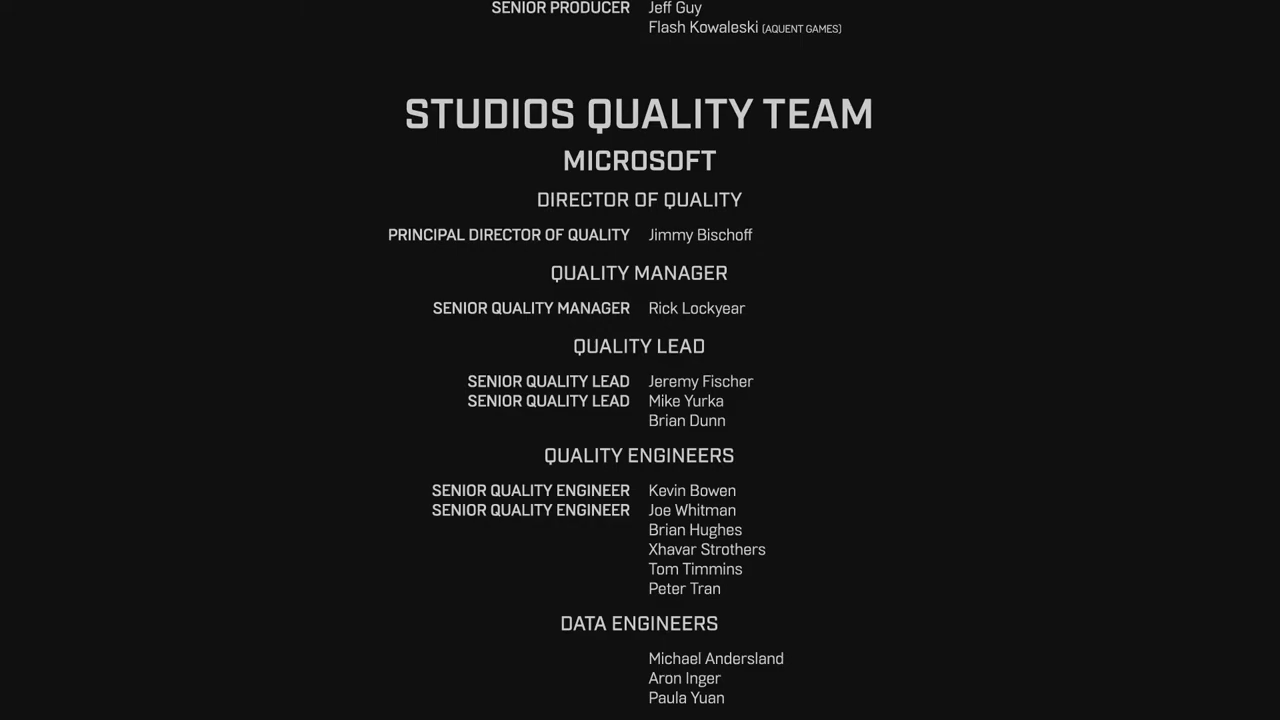 SENIOR PRODUCER Jeff Guy
Flash Kowaleski (AQUENT GAMES)
STUDIOS QUALITY TEAM
MICROSOFT
DIRECTOR OF QUALITY
PRINCIPAL DIRECTOR OF QUALITY Jimmy Bischoff
QUALITY MANAGER
SENIOR QUALITY MANAGER Rick Lockyear
QUALITY LEAD
SENIOR QUALITY LEAD Jeremy Fischer
SENIOR QUALITY LEAD Mike Yurka
Brian Dunn
QUALITY ENGINEERS
SENIOR QUALITY ENGINEER Kevin Bowen
SENIOR QUALITY ENGINEER Joe Whitman
Brian Hughes
Xhavar Strothers
Tom Timmins
Peter Tran
DATA ENGINEERS
Michael Andersland
Aron Inger
Paula Yuan